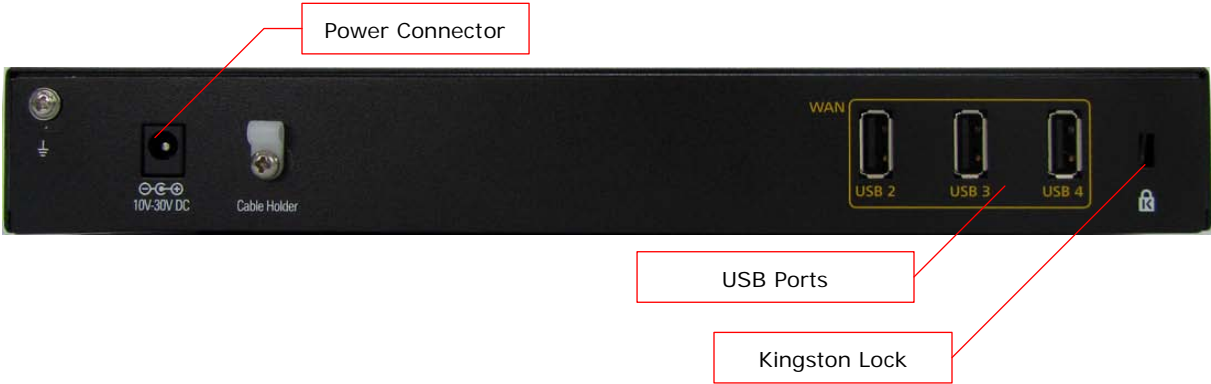 Power Connector
WAN
USB 2
USB 3
USB 4
10V-30V DC
Cable Holder
K
USB Ports
Kingston Lock